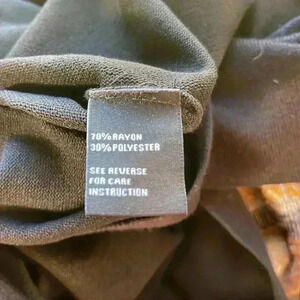 70% RAYON
30% POLYESTER
SEE REVERSE
FOR CARE
INSTRUCTION